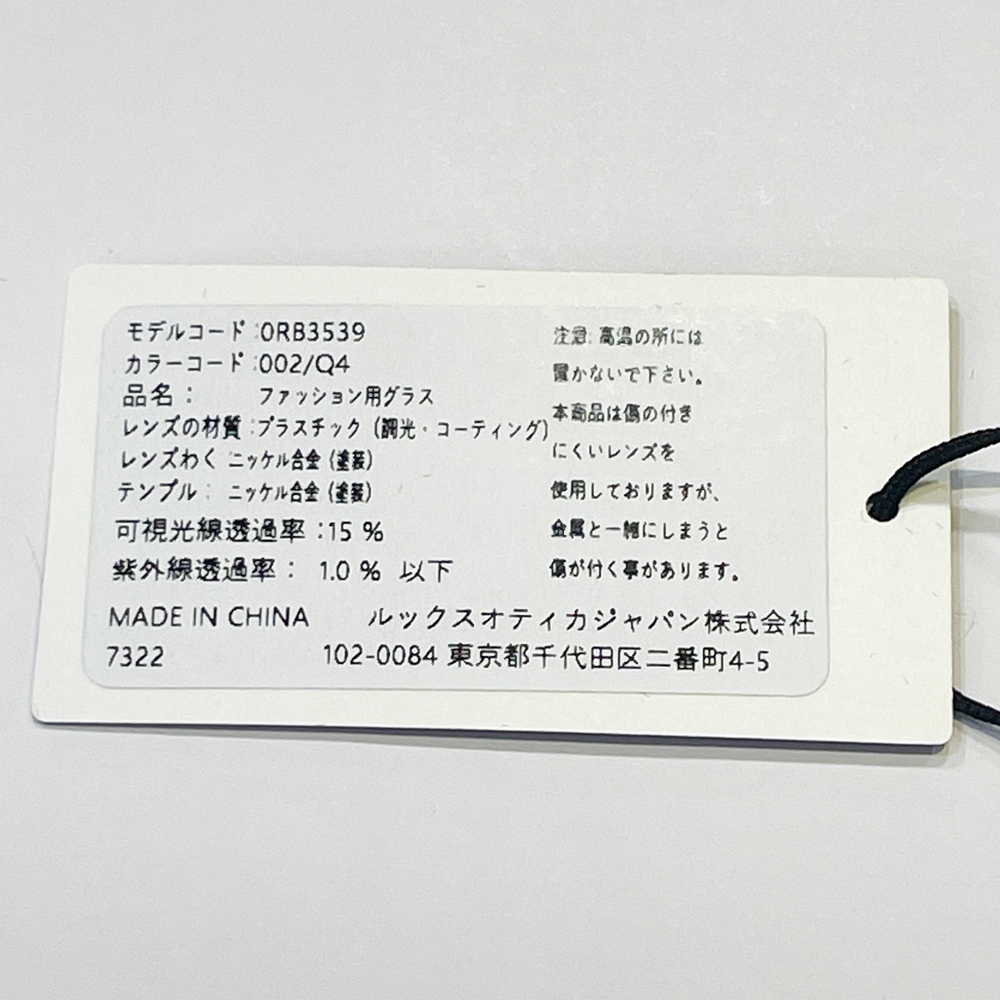 モデルコード :0RB3539
カラーコード :002/Q4
品名： ファッション用グラス
レンズの材質 :プラスチック (調光・コーティング)
レンズわく ニッケル合金 (塗装)
テンプル： ニッケル合金 (塗装)
可視光線透過率 :15 %
紫外線透過率： 1.0 % 以下
注意: 高温の所には
置かないで下さい。
本商品は傷の付き
にくいレンズを
使用しておりますが、
金属と一緒にしまうと
傷が付く事があります。
MADE IN CHINA ルックスオティカジャパン株式会社
7322 102-0084 東京都千代田区二番町4-5